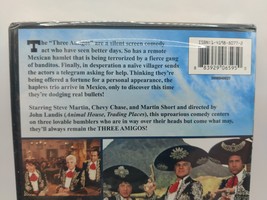 The "Three Amigos" are a silent screen comedy
act who have seen better days. So has a remote
Mexican hamlet that is being terrorized by a fierce gang
of banditos. Finally, in desperation a naive village sends
the actors a telegram asking for help. Thinking they're
being offered a fortune for a personal appearance, the
hapless trio arrive in Mexico, only to discover this time
they're dodging real bullets!
Starring Steve Martin, Chevy Chase, and Martin Short and directed by
John Landis (Animal House, Trading Places), this uproarious comedy centers
on three lovable bumblers who are in way over their heads but come what may,
they'll always remain the THREE AMIGOS!